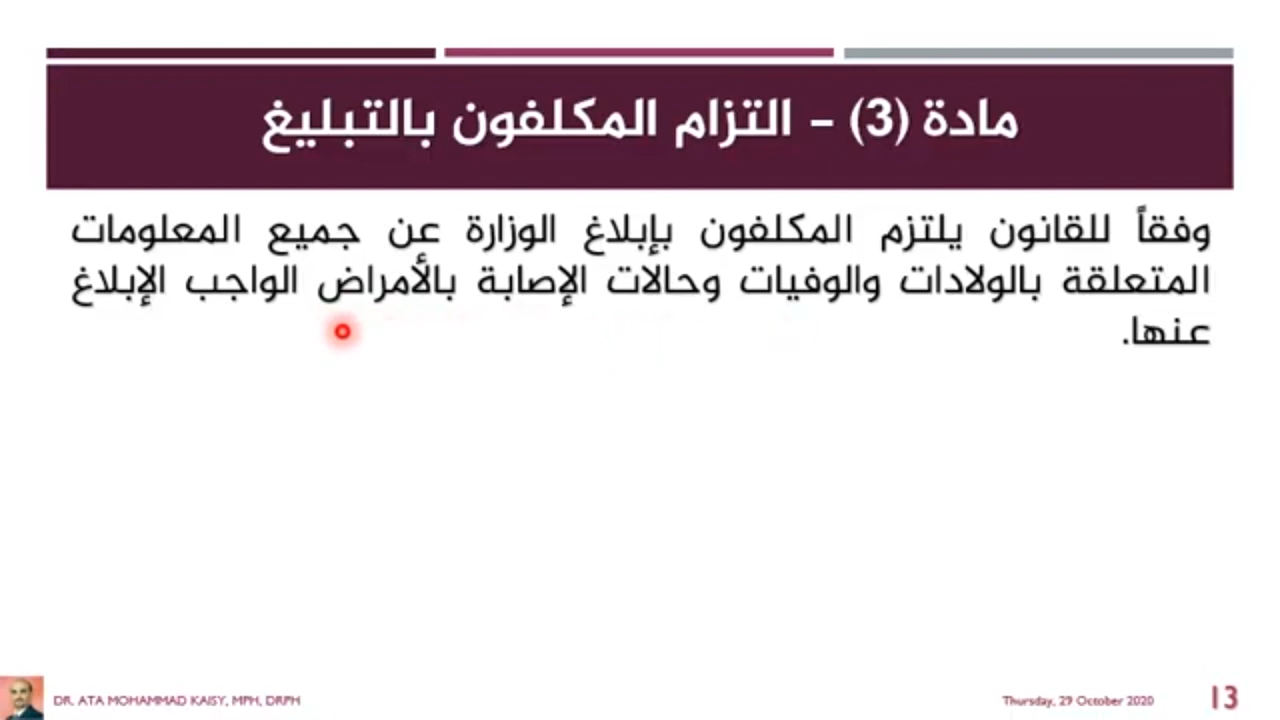 مادة (3) – التزام المكلفون بالتبليغ
وفقاً للقانون يلتزم المكلفون بإبلاغ الوزارة عن جميع المعلومات
المتعلقة بالولادات والوفيات وحالات الإصابة بالأمراض الواجب الإبلاغ
عنها.
DR. ATA MOHAMMAD KAISY, MPH, DRPH
Thursday, 29 October 2020
13